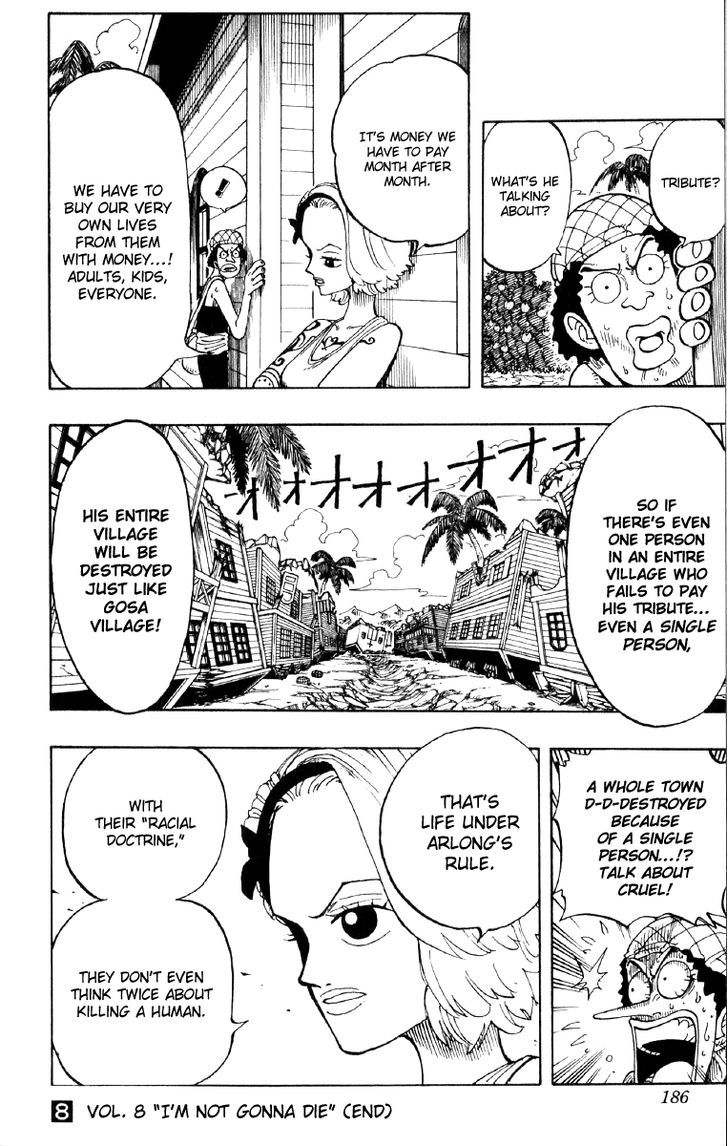 TRIBUTE?
WHAT'S HE
TALKING
ABOUT?
IT'S MONEY WE
HAVE TO PAY
MONTH AFTER
MONTH.
!
WE HAVE TO
BUY OUR VERY
OWN LIVES
FROM THEM
WITH MONEY...!
ADULTS, KIDS,
EVERYONE.
SO IF
THERE'S EVEN
ONE PERSON
IN AN ENTIRE
VILLAGE WHO
FAILS TO PAY
HIS TRIBUTE...
EVEN A SINGLE
PERSON,
HIS ENTIRE
VILLAGE
WILL BE
DESTROYED
JUST LIKE
GOSA
VILLAGE!
A WHOLE TOWN
D-D-DESTROYED
BECAUSE
OF A SINGLE
PERSON...!?
TALK ABOUT
CRUEL!
THAT'S
LIFE UNDER
ARLONG'S
RULE.
WITH
THEIR "RACIAL
DOCTRINE,"
THEY DON'T EVEN
THINK TWICE ABOUT
KILLING A HUMAN.
186
8 VOL. 8 "I'M NOT GONNA DIE" (END)